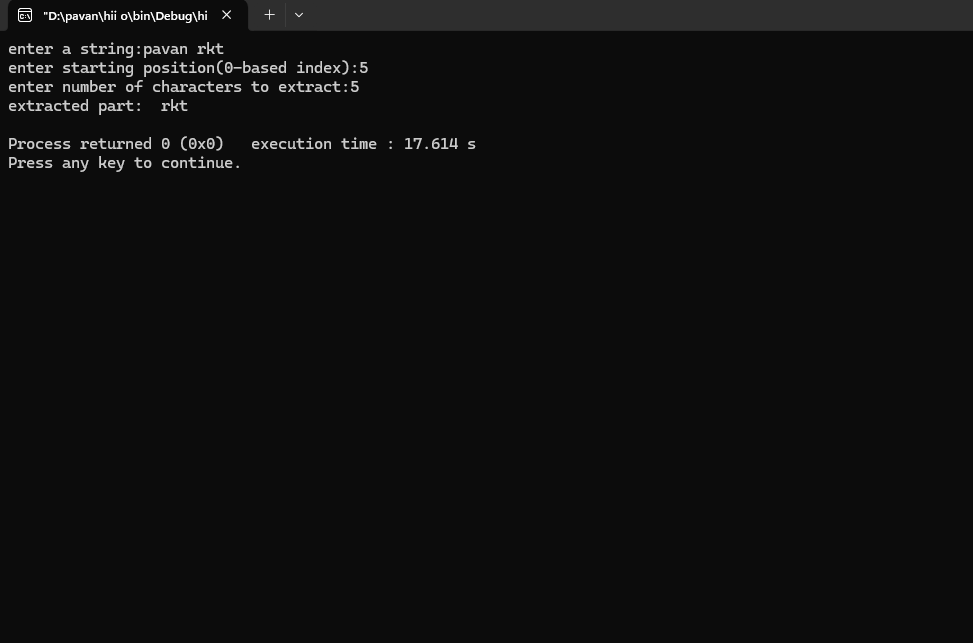 "D:\pavan\hii o\bin\Debug\hi
enter a string:pavan rkt
enter starting position(0-based index):5
enter number of characters to extract:5
extracted part:  rkt
Process returned 0 (0x0)   execution time : 17.614 s
Press any key to continue.